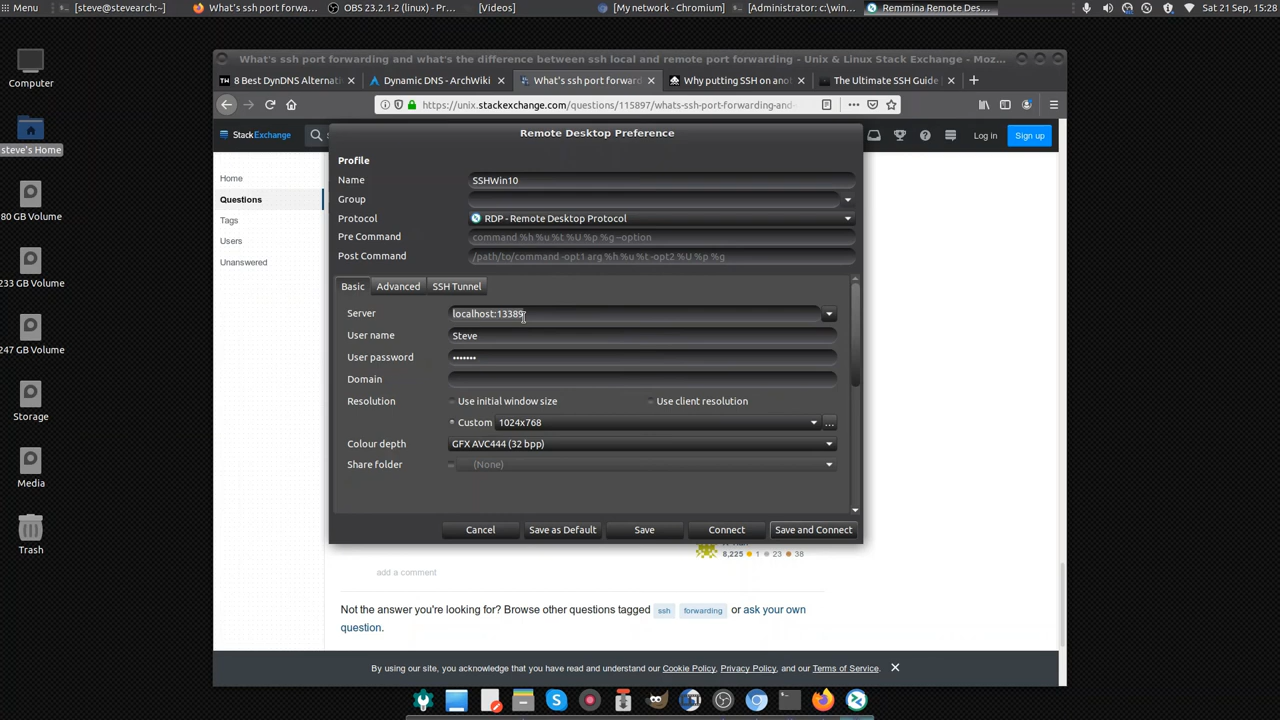 Menu
[steve@stevearch:~]
What's ssh port forwa...
OBS 23.2.1-2 (linux) - Pr...
[Videos]
[My network - Chromium]
[Administrator: c:\win...
Remmina Remote Des...
Sat 21 Sep, 15:28
Computer
steve's Home
80 GB Volume
233 GB Volume
247 GB Volume
Storage
Media
Trash
What's ssh port forwarding and what's the difference between ssh local and remote port forwarding - Unix & Linux Stack Exchange - Moz...
8 Best DynDNS Alternati
Dynamic DNS - ArchWiki
What's ssh port forward
Why putting SSH on anot
The Ultimate SSH Guide
https://unix.stackexchange.com/questions/115897/whats-ssh-port-forwarding-and-
StackExchange
Log in
Sign up
Home
Questions
Tags
Users
Unanswered
Remote Desktop Preference
Profile
Name
SSHWin10
Group
Protocol
RDP - Remote Desktop Protocol
Pre Command
command %h %u %t %U %p %g --option
Post Command
/path/to/command -opt1 arg %h %u %t -opt2 %U %p %g
Basic
Advanced
SSH Tunnel
Server
localhost:13389
User name
Steve
User password
•••••••
Domain
Resolution
Use initial window size
Use client resolution
Custom
1024x768
...
Colour depth
GFX AVC444 (32 bpp)
Share folder
(None)
Cancel
Save as Default
Save
Connect
Save and Connect
8,225 1 23 38
add a comment
Not the answer you're looking for? Browse other questions tagged ssh forwarding or ask your own
question.
By using our site, you acknowledge that you have read and understand our Cookie Policy, Privacy Policy, and our Terms of Service.